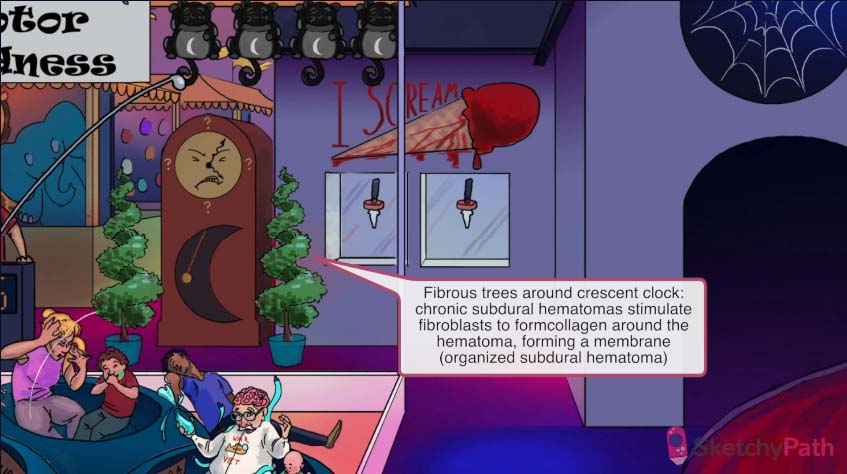 otor
dness
I SCREAM
?
? ?
?
Fibrous trees around crescent clock:
chronic subdural hematomas stimulate
fibroblasts to formcollagen around the
hematoma, forming a membrane
(organized subdural hematoma)
VET
SketchyPath